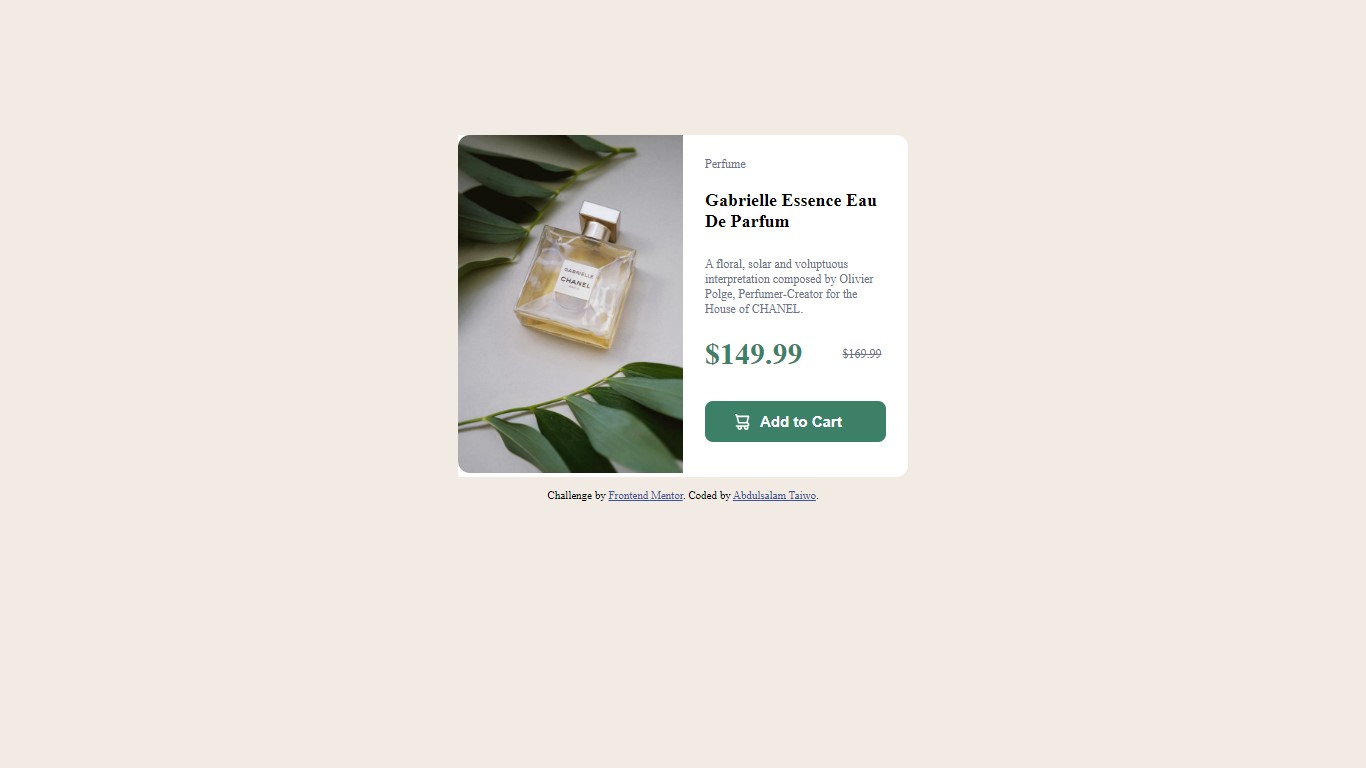 GABRIELLE
CHANEL
Perfume
Gabrielle Essence Eau
De Parfum
A floral, solar and voluptuous
interpretation composed by Olivier
Polge, Perfumer-Creator for the
House of CHANEL.
$149.99 $169.99
Add to Cart
Challenge by Frontend Mentor. Coded by Abdulsalam Taiwo.